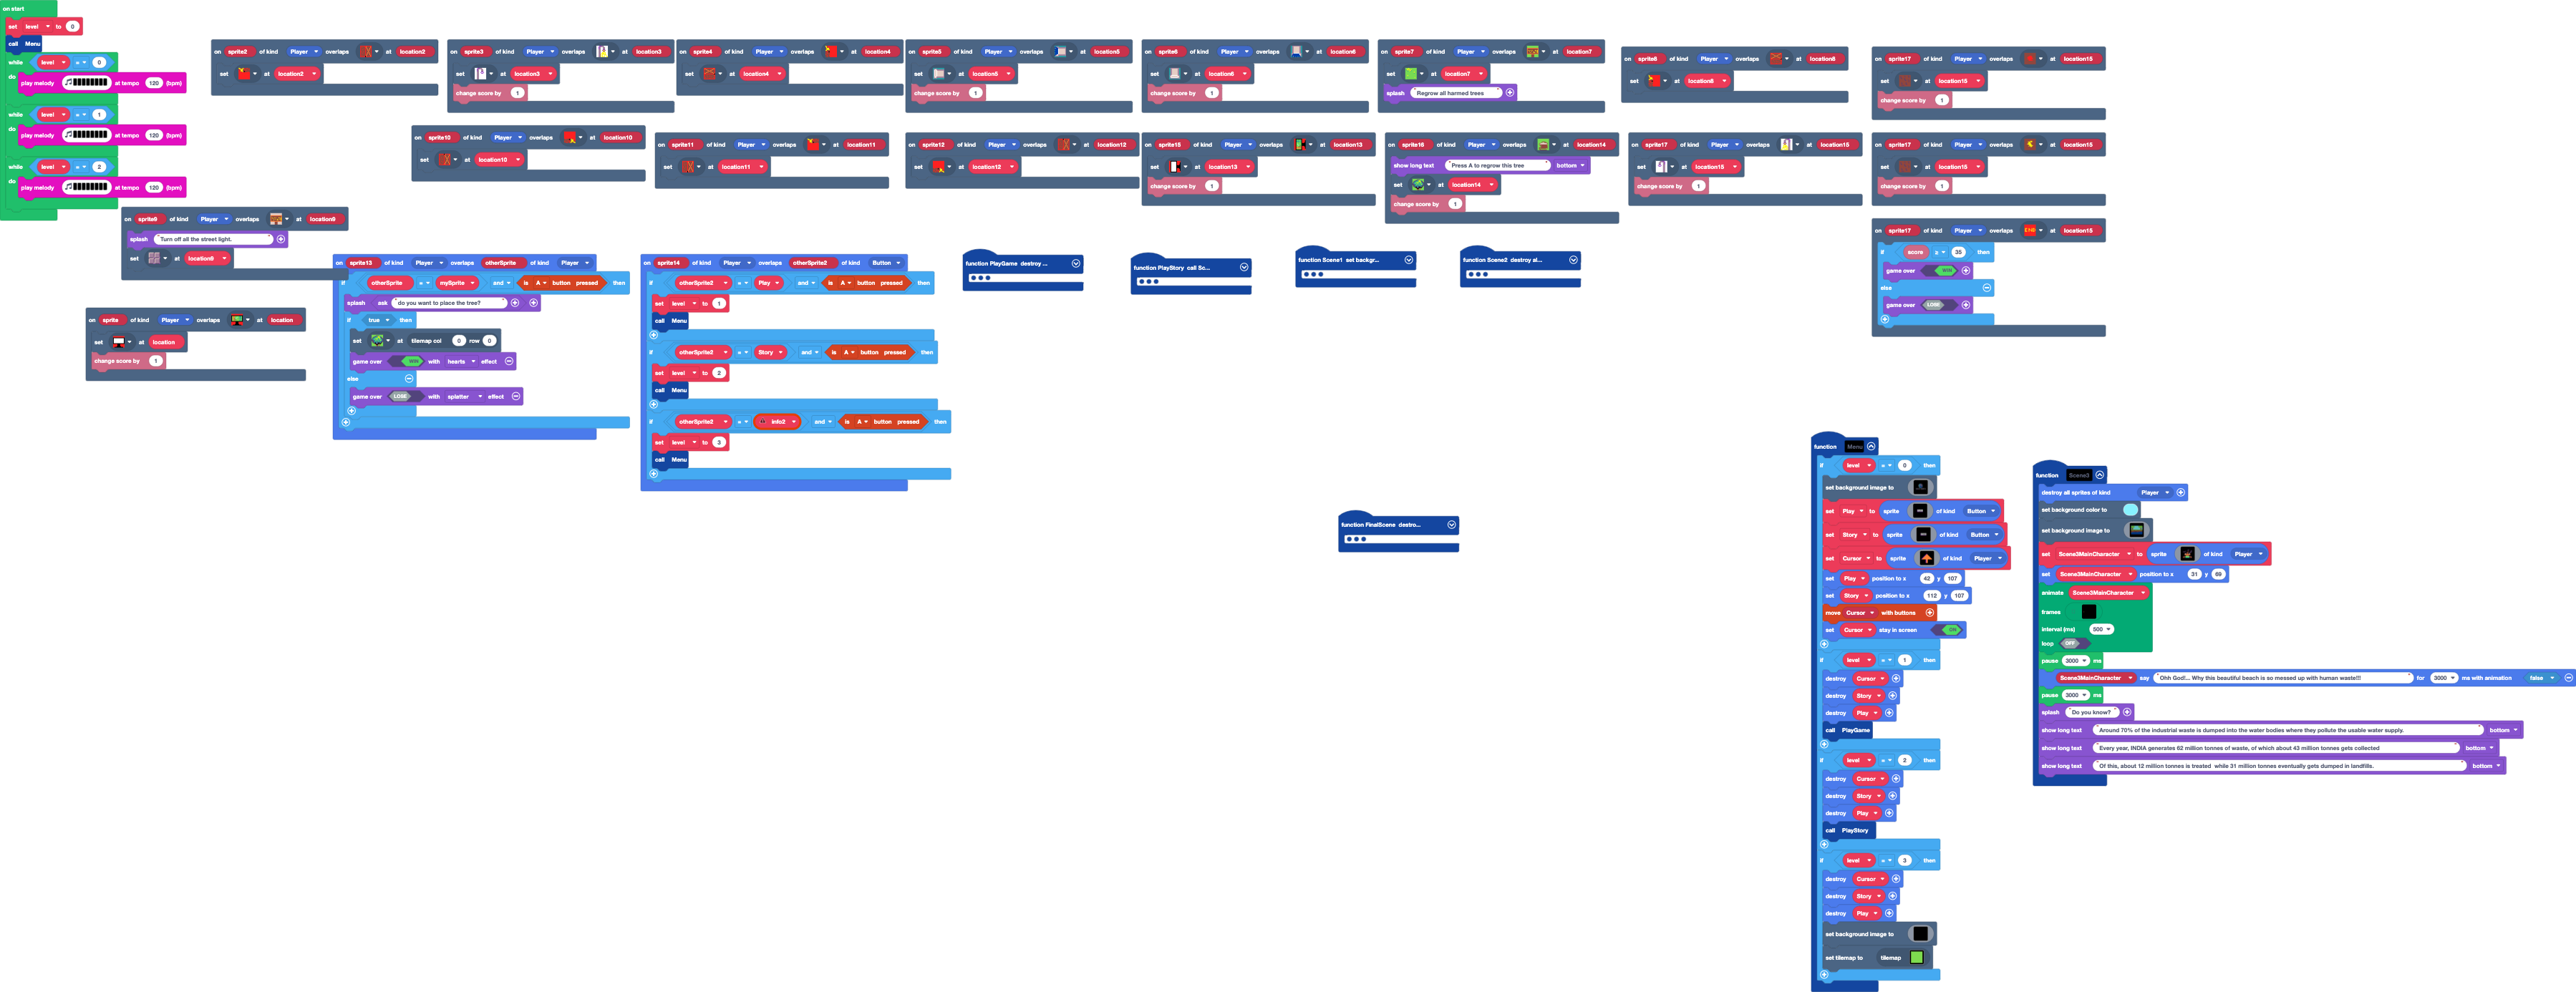 on start
set level to 0
call Menu
while level = 0
do play melody at tempo 120 (bpm)
while level = 1
do play melody at tempo 120 (bpm)
while level = 2
do play melody at tempo 120 (bpm)
on sprite2 of kind Player overlaps at location2
set at location2
on sprite3 of kind Player overlaps at location3
set at location3
change score by 1
on sprite4 of kind Player overlaps at location4
set at location4
on sprite5 of kind Player overlaps at location5
set at location5
change score by 1
on sprite6 of kind Player overlaps at location6
set at location6
change score by 1
on sprite7 of kind Player overlaps at location7
set at location7
splash "Regrow all harmed trees"
on sprite8 of kind Player overlaps at location8
set at location8
on sprite17 of kind Player overlaps at location15
set at location15
change score by 1
on sprite10 of kind Player overlaps at location10
set at location10
on sprite11 of kind Player overlaps at location11
set at location11
on sprite12 of kind Player overlaps at location12
set at location12
on sprite15 of kind Player overlaps at location13
set at location13
change score by 1
on sprite16 of kind Player overlaps at location14
show long text "Press A to regrow this tree" bottom
set at location14
change score by 1
on sprite17 of kind Player overlaps at location15
set at location15
change score by 1
on sprite17 of kind Player overlaps at location15
set at location15
change score by 1
on sprite9 of kind Player overlaps at location9
splash "Turn off all the street light."
set at location9
on sprite17 of kind Player overlaps END at location15
if score ≥ 35 then
game over WIN
else
game over LOSE
on sprite13 of kind Player overlaps otherSprite of kind Player
if otherSprite = mySprite and is A button pressed then
splash ask "do you want to place the tree?"
if true then
set at tilemap col 0 row 0
game over WIN with hearts effect
else
game over LOSE with splatter effect
on sprite of kind Player overlaps at location
set at location
change score by 1
on sprite14 of kind Player overlaps otherSprite2 of kind Button
if otherSprite2 = Play and is A button pressed then
set level to 1
call Menu
if otherSprite2 = Story and is A button pressed then
set level to 2
call Menu
if otherSprite2 = info2 and is A button pressed then
set level to 3
call Menu
function PlayGame destroy ...
function PlayStory call Sc...
function Scene1 set backgr...
function Scene2 destroy al...
function FinalScene destro...
function Menu
if level = 0 then
set background image to
set Play to sprite of kind Button
set Story to sprite of kind Button
set Cursor to sprite of kind Player
set Play position to x 42 y 107
set Story position to x 112 y 107
move Cursor with buttons
set Cursor stay in screen ON
if level = 1 then
destroy Cursor
destroy Story
destroy Play
call PlayGame
if level = 2 then
destroy Cursor
destroy Story
destroy Play
call PlayStory
if level = 3 then
destroy Cursor
destroy Story
destroy Play
set background image to
set tilemap to tilemap
function Scene3
destroy all sprites of kind Player
set background color to
set background image to
set Scene3MainCharacter to sprite of kind Player
set Scene3MainCharacter position to x 31 y 69
animate Scene3MainCharacter
frames
interval (ms) 500
loop OFF
pause 3000 ms
Scene3MainCharacter say "Ohh God!... Why this beautiful beach is so messed up with human waste!!!" for 3000 ms with animation false
pause 3000 ms
splash "Do you know?"
show long text "Around 70% of the industrial waste is dumped into the water bodies where they pollute the usable water supply." bottom
show long text "Every year, INDIA generates 62 million tonnes of waste, of which about 43 million tonnes gets collected" bottom
show long text "Of this, about 12 million tonnes is treated while 31 million tonnes eventually gets dumped in landfills." bottom